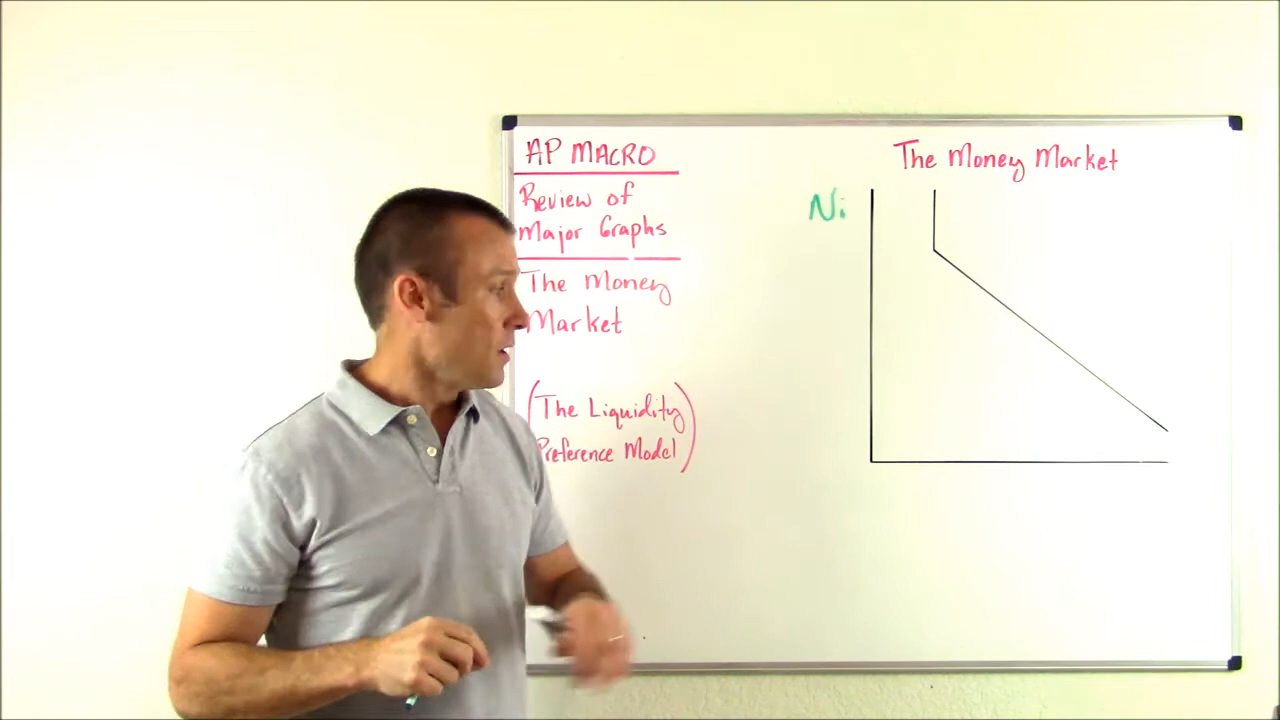 AP MACRO
Review of
Major Graphs
The Money
Market
(The Liquidity
Preference Model)
The Money Market
Ni